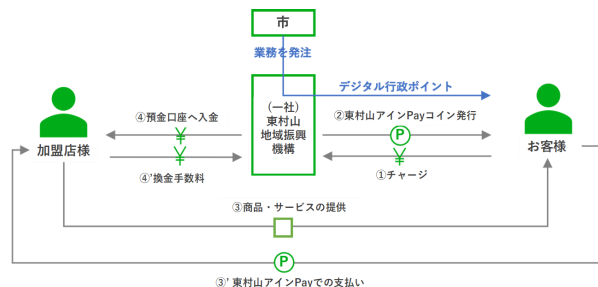 市
業務を発注
デジタル行政ポイント
(一社)
東村山
地域振興
機構
④預金口座へ入金
¥
②東村山アインPayコイン発行
P
加盟店様
¥
④’換金手数料
¥
①チャージ
お客様
③商品・サービスの提供
P
③’ 東村山アインPayでの支払い